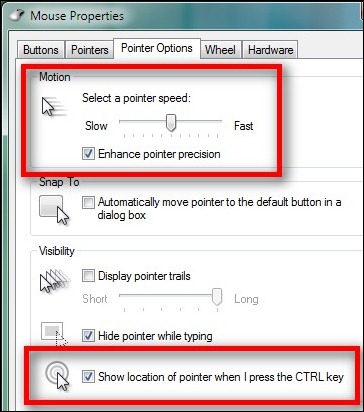 Mouse Properties
Buttons Pointers Pointer Options Wheel Hardware
Motion
Select a pointer speed:
Slow Fast
Enhance pointer precision
Snap To
Automatically move pointer to the default button in a
dialog box
Visibility
Display pointer trails
Short Long
Hide pointer while typing
Show location of pointer when I press the CTRL key